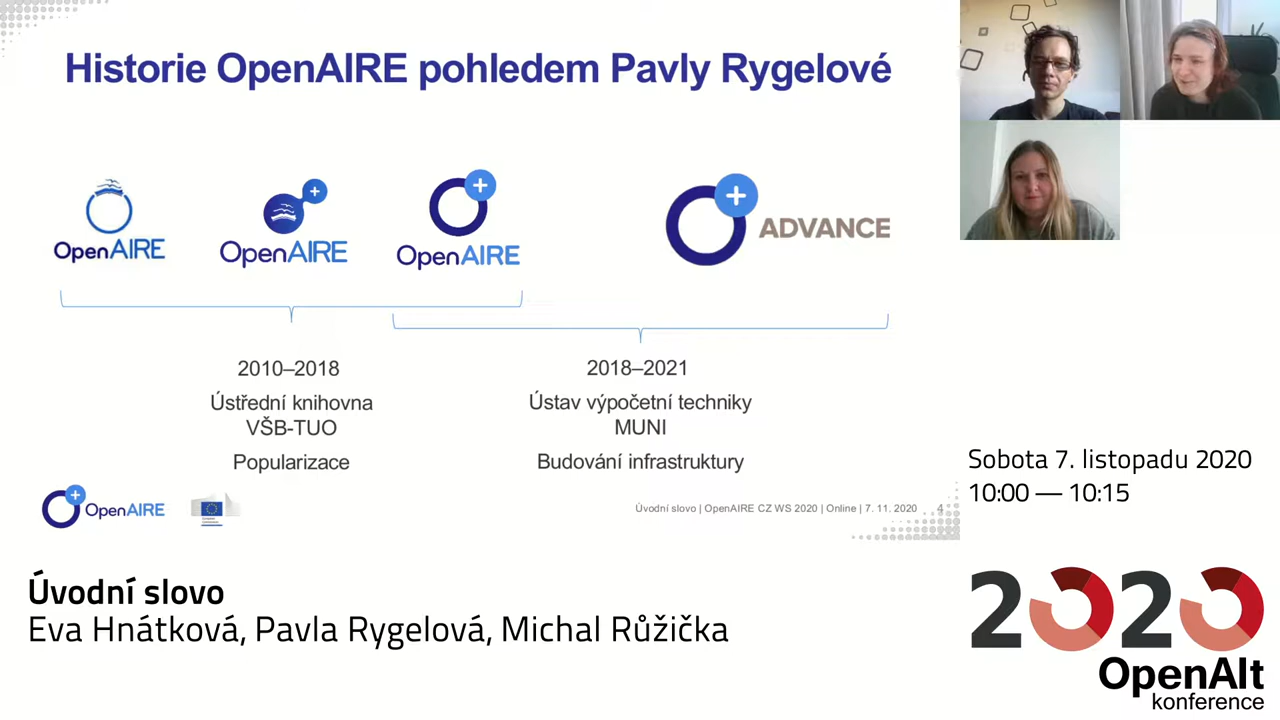 Historie OpenAIRE pohledem Pavly Rygelové
OpenAIRE
OpenAIRE
OpenAIRE
ADVANCE
2010–2018
Ústřední knihovna
VŠB-TUO
Popularizace
2018–2021
Ústav výpočetní techniky
MUNI
Budování infrastruktury
OpenAIRE
Úvodní slovo | OpenAIRE CZ WS 2020 | Online | 7. 11. 2020
4
Sobota 7. listopadu 2020
10:00 — 10:15
Úvodní slovo
Eva Hnátková, Pavla Rygelová, Michal Růžička
2020
OpenAlt
konference